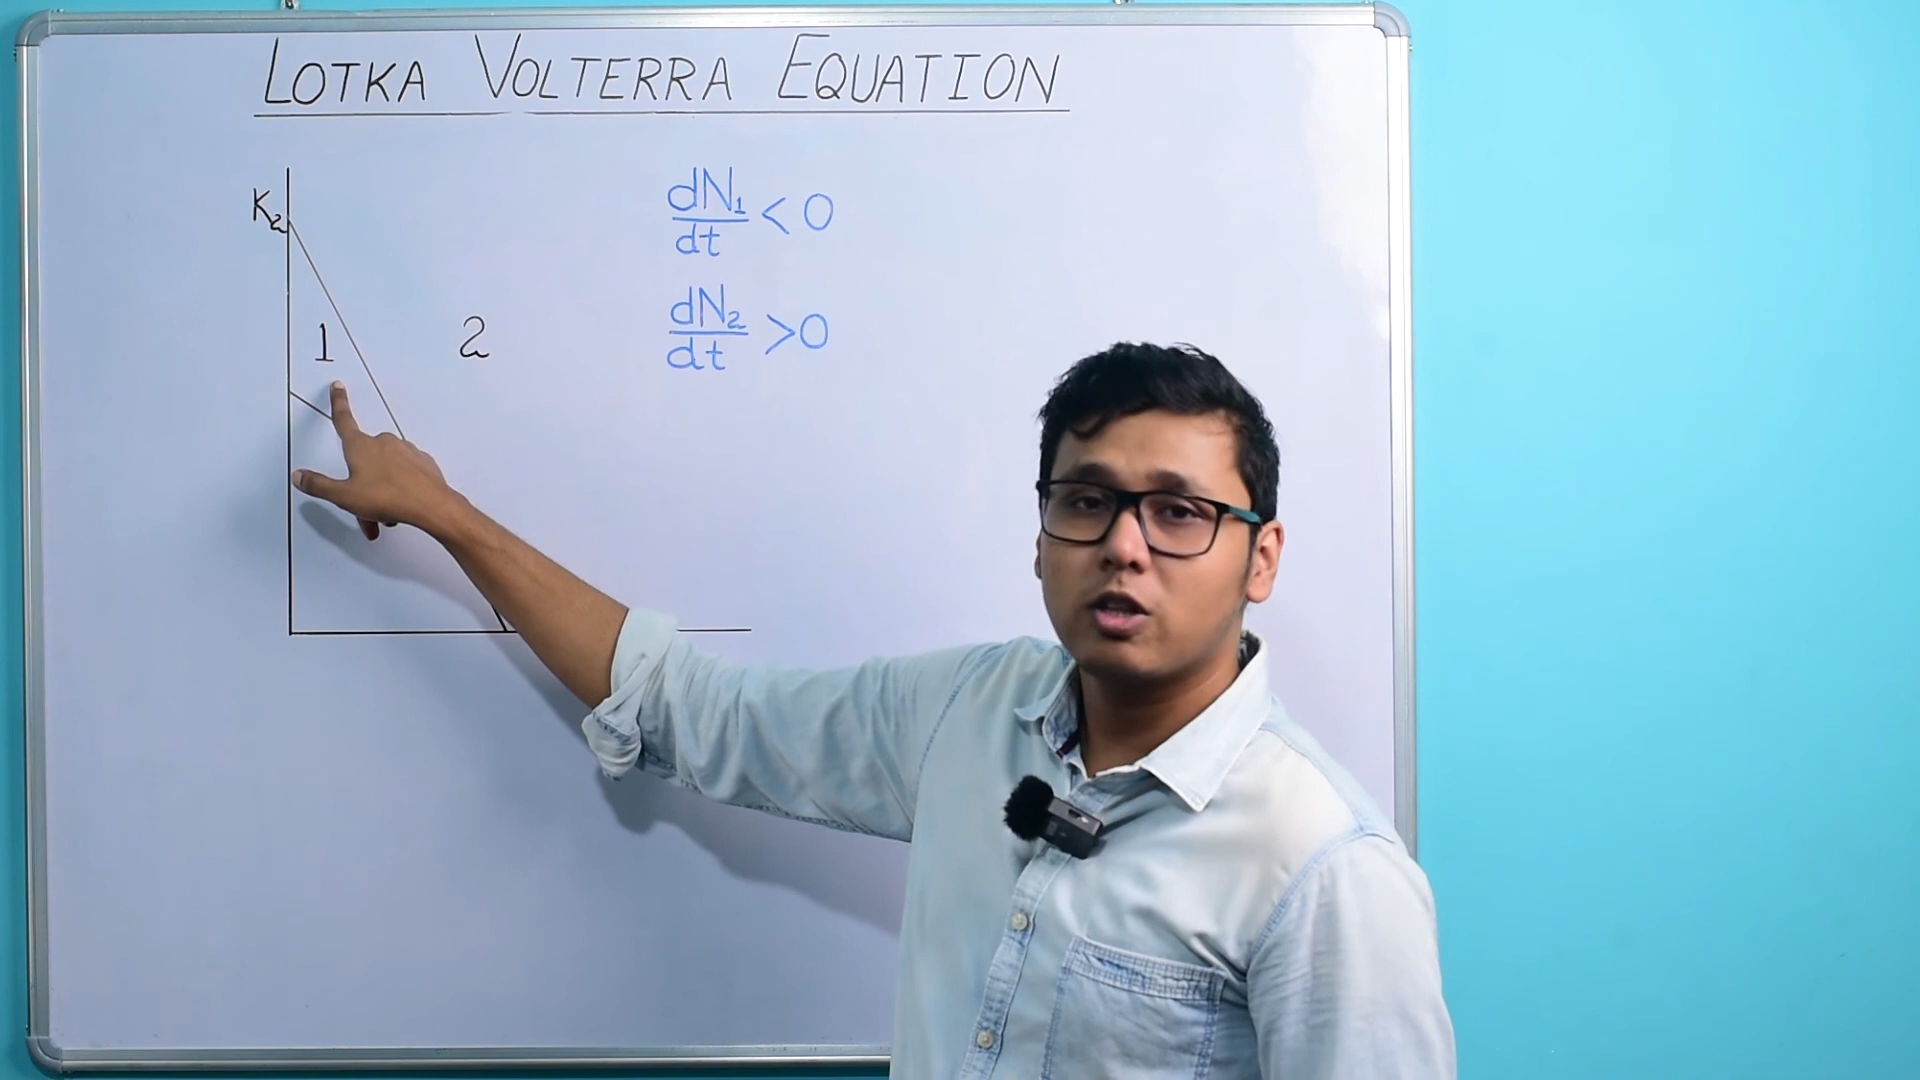 LOTKA VOLTERRA EQUATION
K₂
1
2
dN₁/dt < 0
dN₂/dt > 0